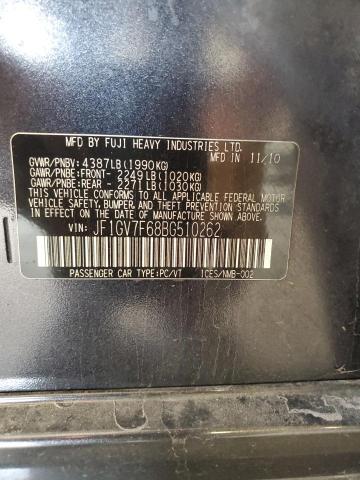 MFD BY FUJI HEAVY INDUSTRIES LTD.
GVWR/PNBV: 4387LB (1990KG) MFD IN 11/10
GAWR/PNBE:FRONT- 2249LB (1020KG)
GAWR/PNBE:REAR - 2271LB (1030KG)
THIS VEHICLE CONFORMS TO ALL APPLICABLE FEDERAL MOTOR
VEHICLE SAFETY, BUMPER, AND THEFT PREVENTION STANDARDS
IN EFFECT ON THE DATE OF MANUFACTURE SHOWN ABOVE.
VIN: JF1GV7F68BG510262
PASSENGER CAR TYPE:PC/VT ICES/NMB-002